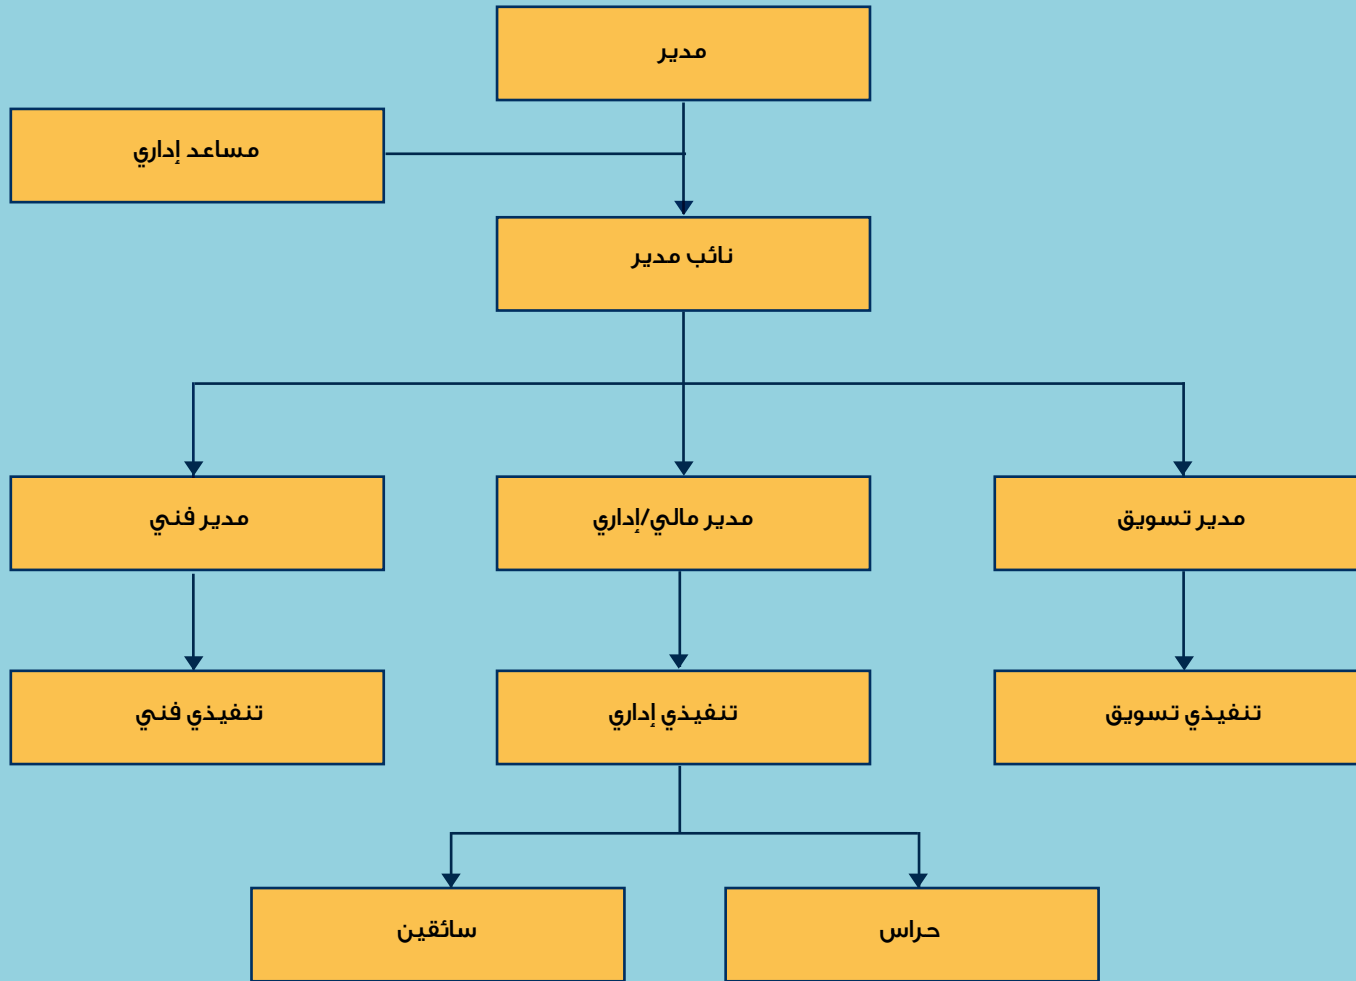 مدير
مساعد إداري
نائب مدير
مدير تسويق
مدير مالي/إداري
مدير فني
تنفيذي تسويق
تنفيذي إداري
تنفيذي فني
حراس
سائقين